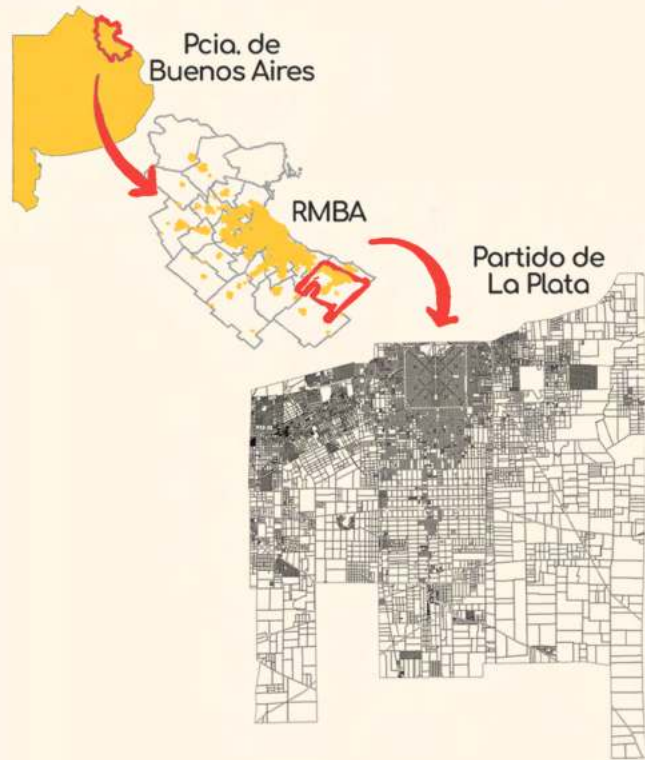 Pcia. de
Buenos Aires
RMBA
Partido de
La Plata